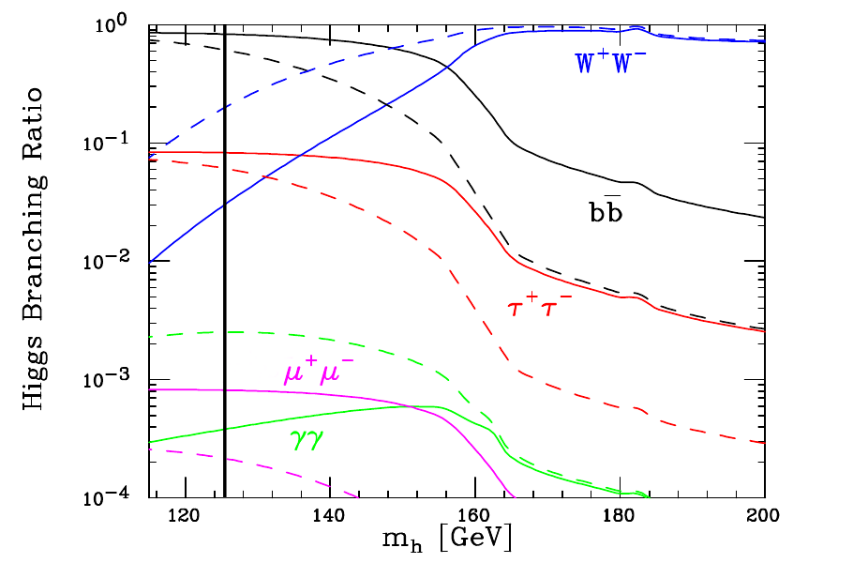 Higgs Branching Ratio
10⁰
10⁻¹
10⁻²
10⁻³
10⁻⁴
W⁺W⁻
bb̅
τ⁺τ⁻
μ⁺μ⁻
γγ
120 140 160 180 200
mₕ [GeV]